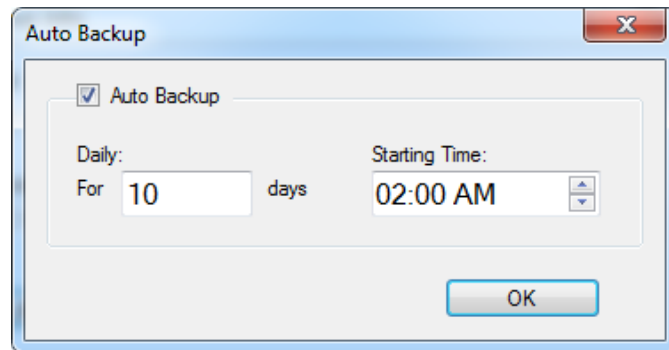 Auto Backup
Auto Backup
Daily:
Starting Time:
For 10 days
02:00 AM
OK